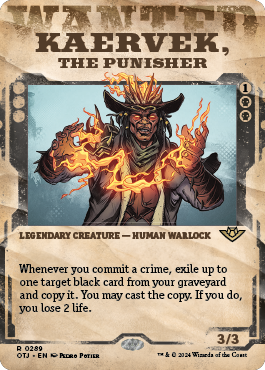 WANTED
KAERVEK,
THE PUNISHER
1
LEGENDARY CREATURE — HUMAN WARLOCK
Whenever you commit a crime, exile up to
one target black card from your graveyard
and copy it. You may cast the copy. If you do,
you lose 2 life.
3/3
R 0289
OTJ • EN Pedro Potier
™ & © 2024 Wizards of the Coast